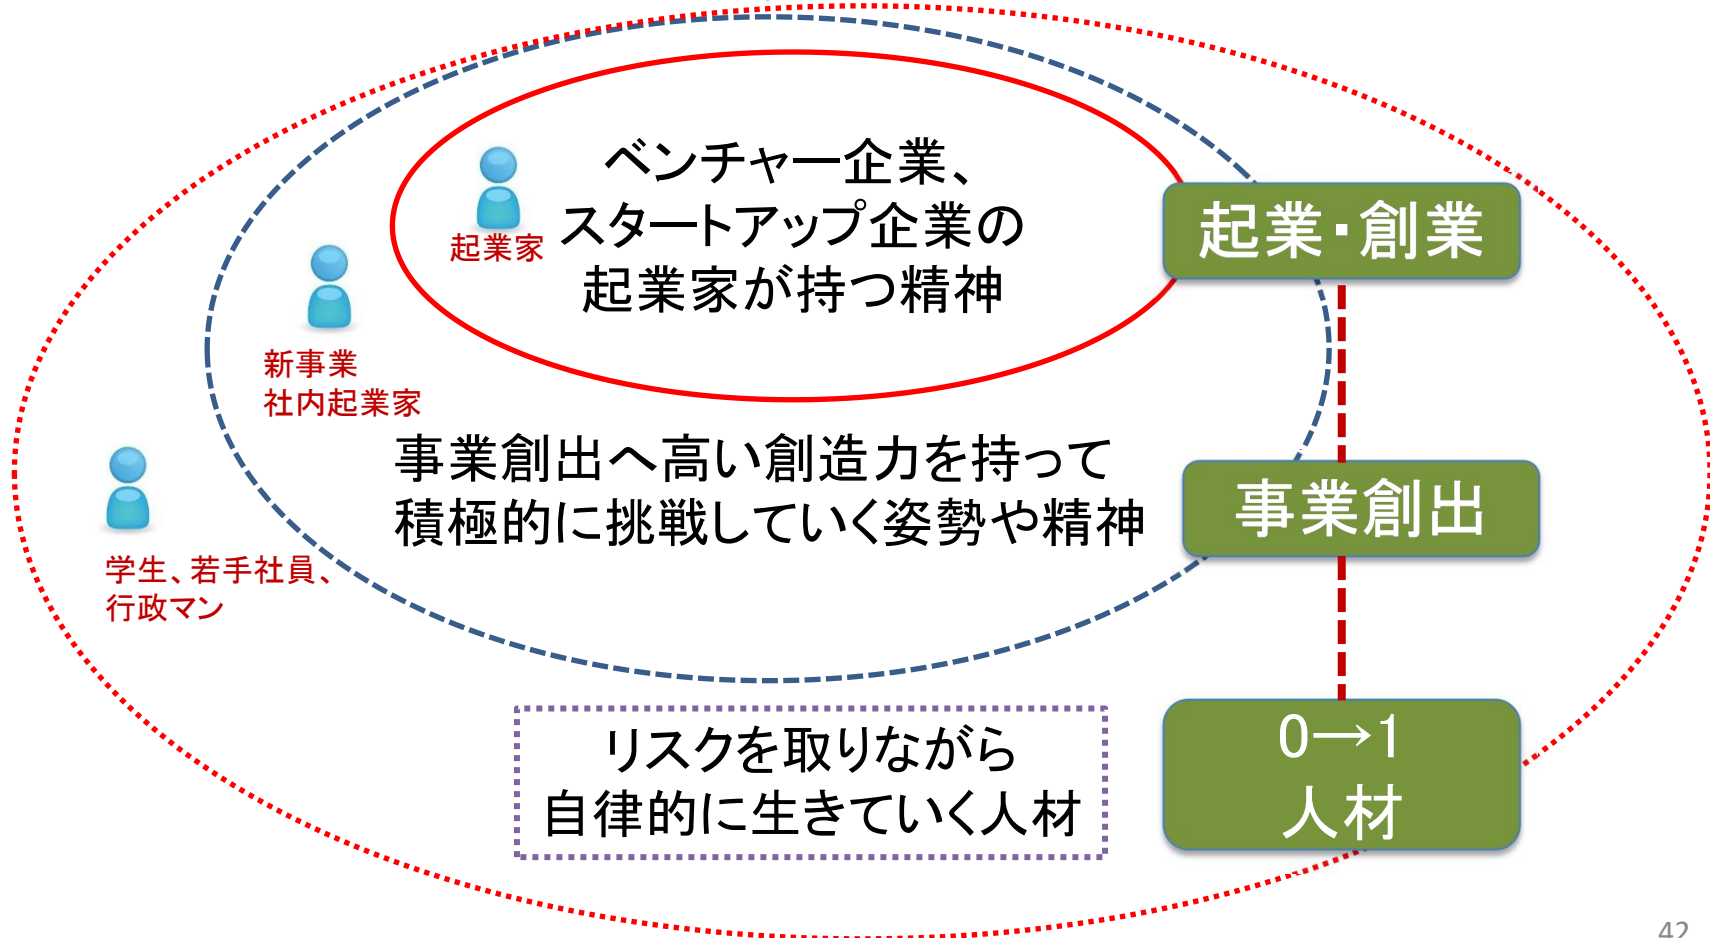 ベンチャー企業、
スタートアップ企業の
起業家が持つ精神
起業家
起業・創業
新事業
社内起業家
事業創出へ高い創造力を持って
積極的に挑戦していく姿勢や精神
事業創出
学生、若手社員、
行政マン
リスクを取りながら
自律的に生きていく人材
0→1
人材
42